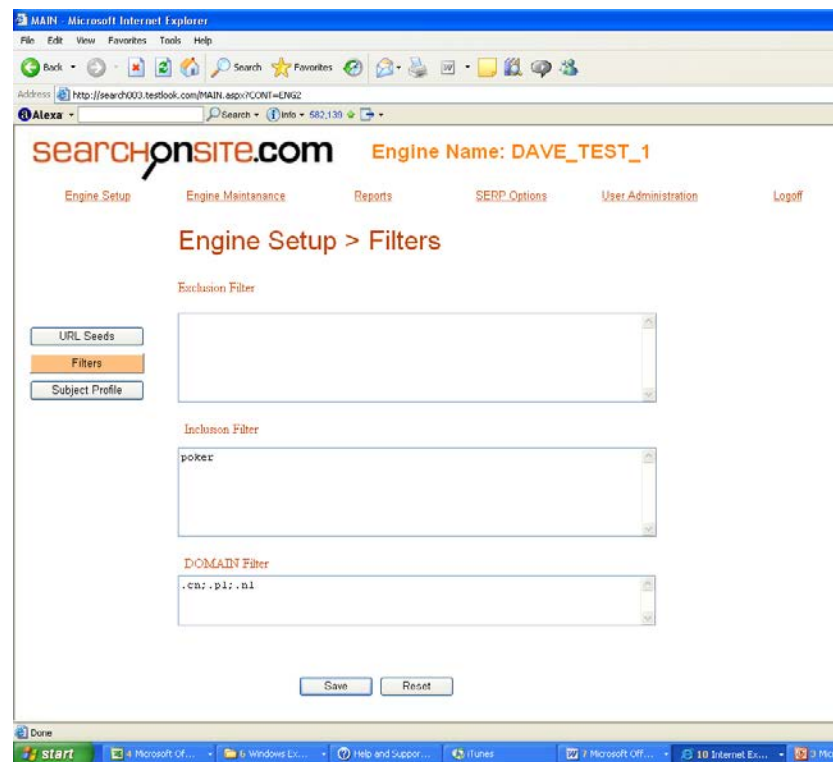 MAIN - Microsoft Internet Explorer
File Edit View Favorites Tools Help
Back Search Favorites
Address http://search003.testlook.com/MAIN.aspx?CONT=ENG2
Alexa Search Info 582,139
searchonsite.com Engine Name: DAVE_TEST_1
Engine Setup Engine Maintanance Reports SERP Options User Administration Logoff
Engine Setup > Filters
Exclusion Filter
URL Seeds
Filters
Subject Profile
Inclusion Filter
poker
DOMAIN Filter
.cn;.pl;.nl
Save Reset
Done
start 4 Microsoft Of... 6 Windows Ex... Help and Suppor... iTunes 7 Microsoft Off... 10 Internet Ex... 3 Mic